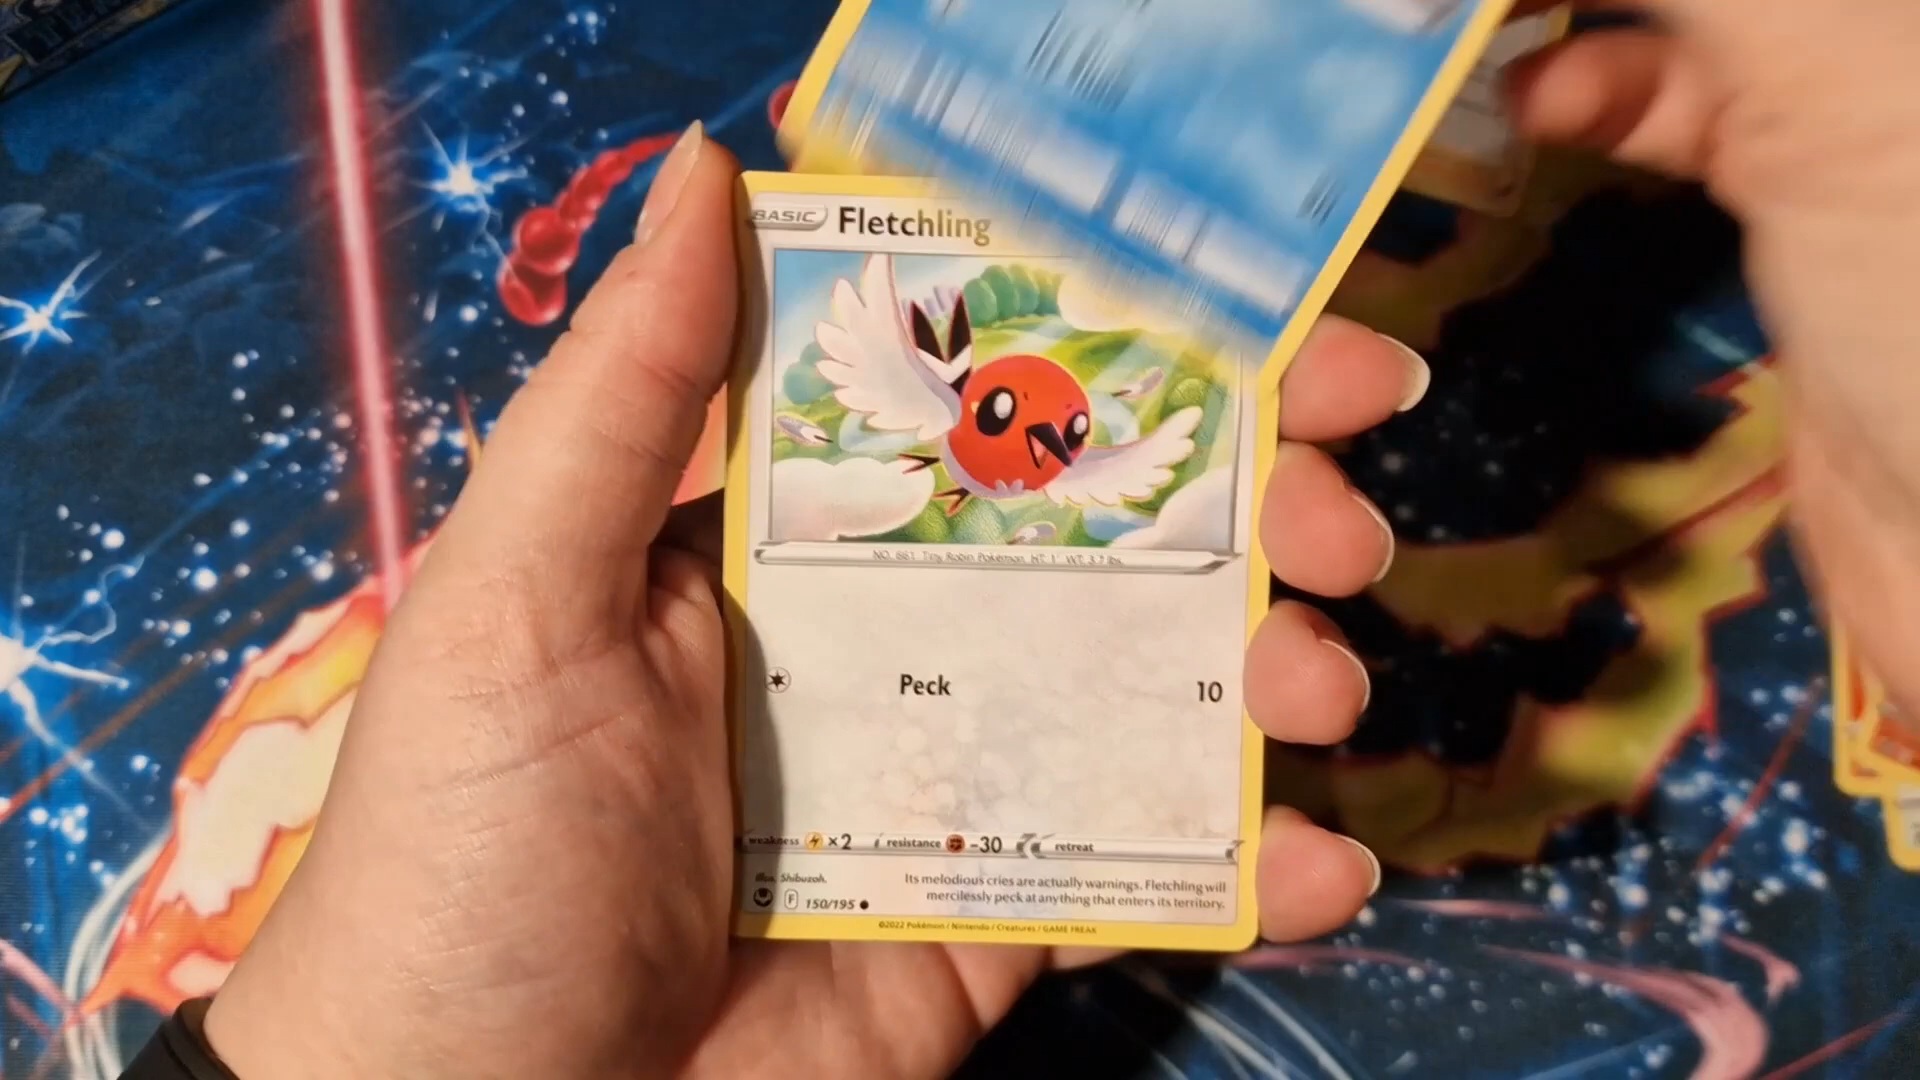 BASIC Fletchling
NO. 661 Tiny Robin Pokémon HT: 1' WT: 3.7 lbs.
Peck 10
weakness ×2 resistance -30 retreat
Illus. Shibuzoh.
Its melodious cries are actually warnings. Fletchling will
mercilessly peck at anything that enters its territory.
F 150/195
©2022 Pokémon / Nintendo / Creatures / GAME FREAK